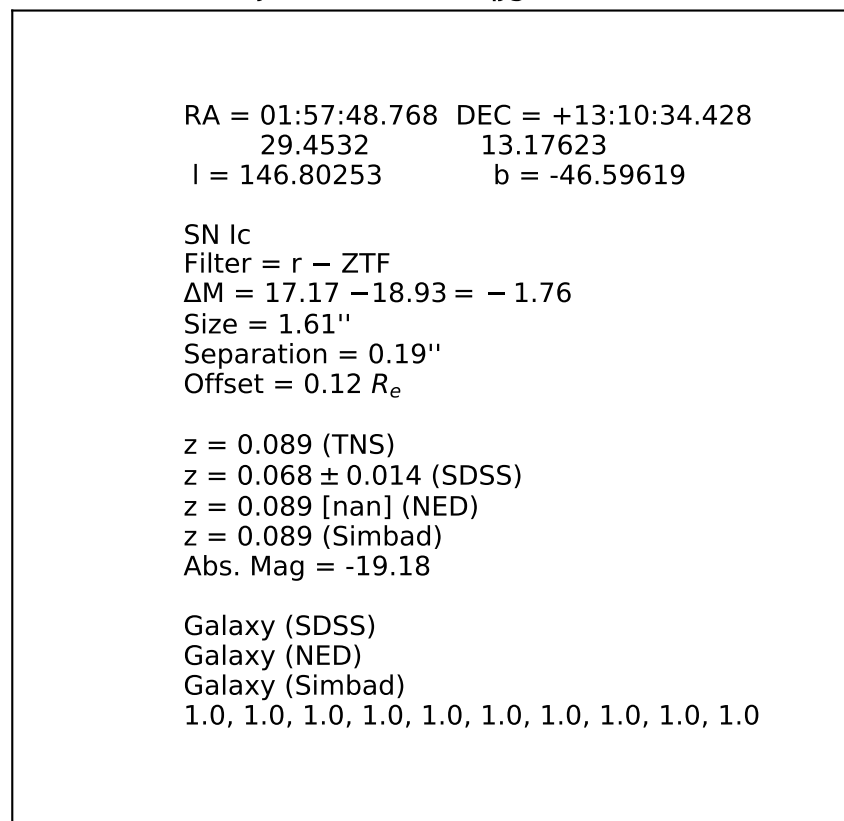 RA = 01:57:48.768 DEC = +13:10:34.428
29.4532 13.17623
l = 146.80253 b = -46.59619
SN Ic
Filter = r − ZTF
ΔM = 17.17 −18.93 = − 1.76
Size = 1.61''
Separation = 0.19''
Offset = 0.12 Re
z = 0.089 (TNS)
z = 0.068 ± 0.014 (SDSS)
z = 0.089 [nan] (NED)
z = 0.089 (Simbad)
Abs. Mag = -19.18
Galaxy (SDSS)
Galaxy (NED)
Galaxy (Simbad)
1.0, 1.0, 1.0, 1.0, 1.0, 1.0, 1.0, 1.0, 1.0, 1.0